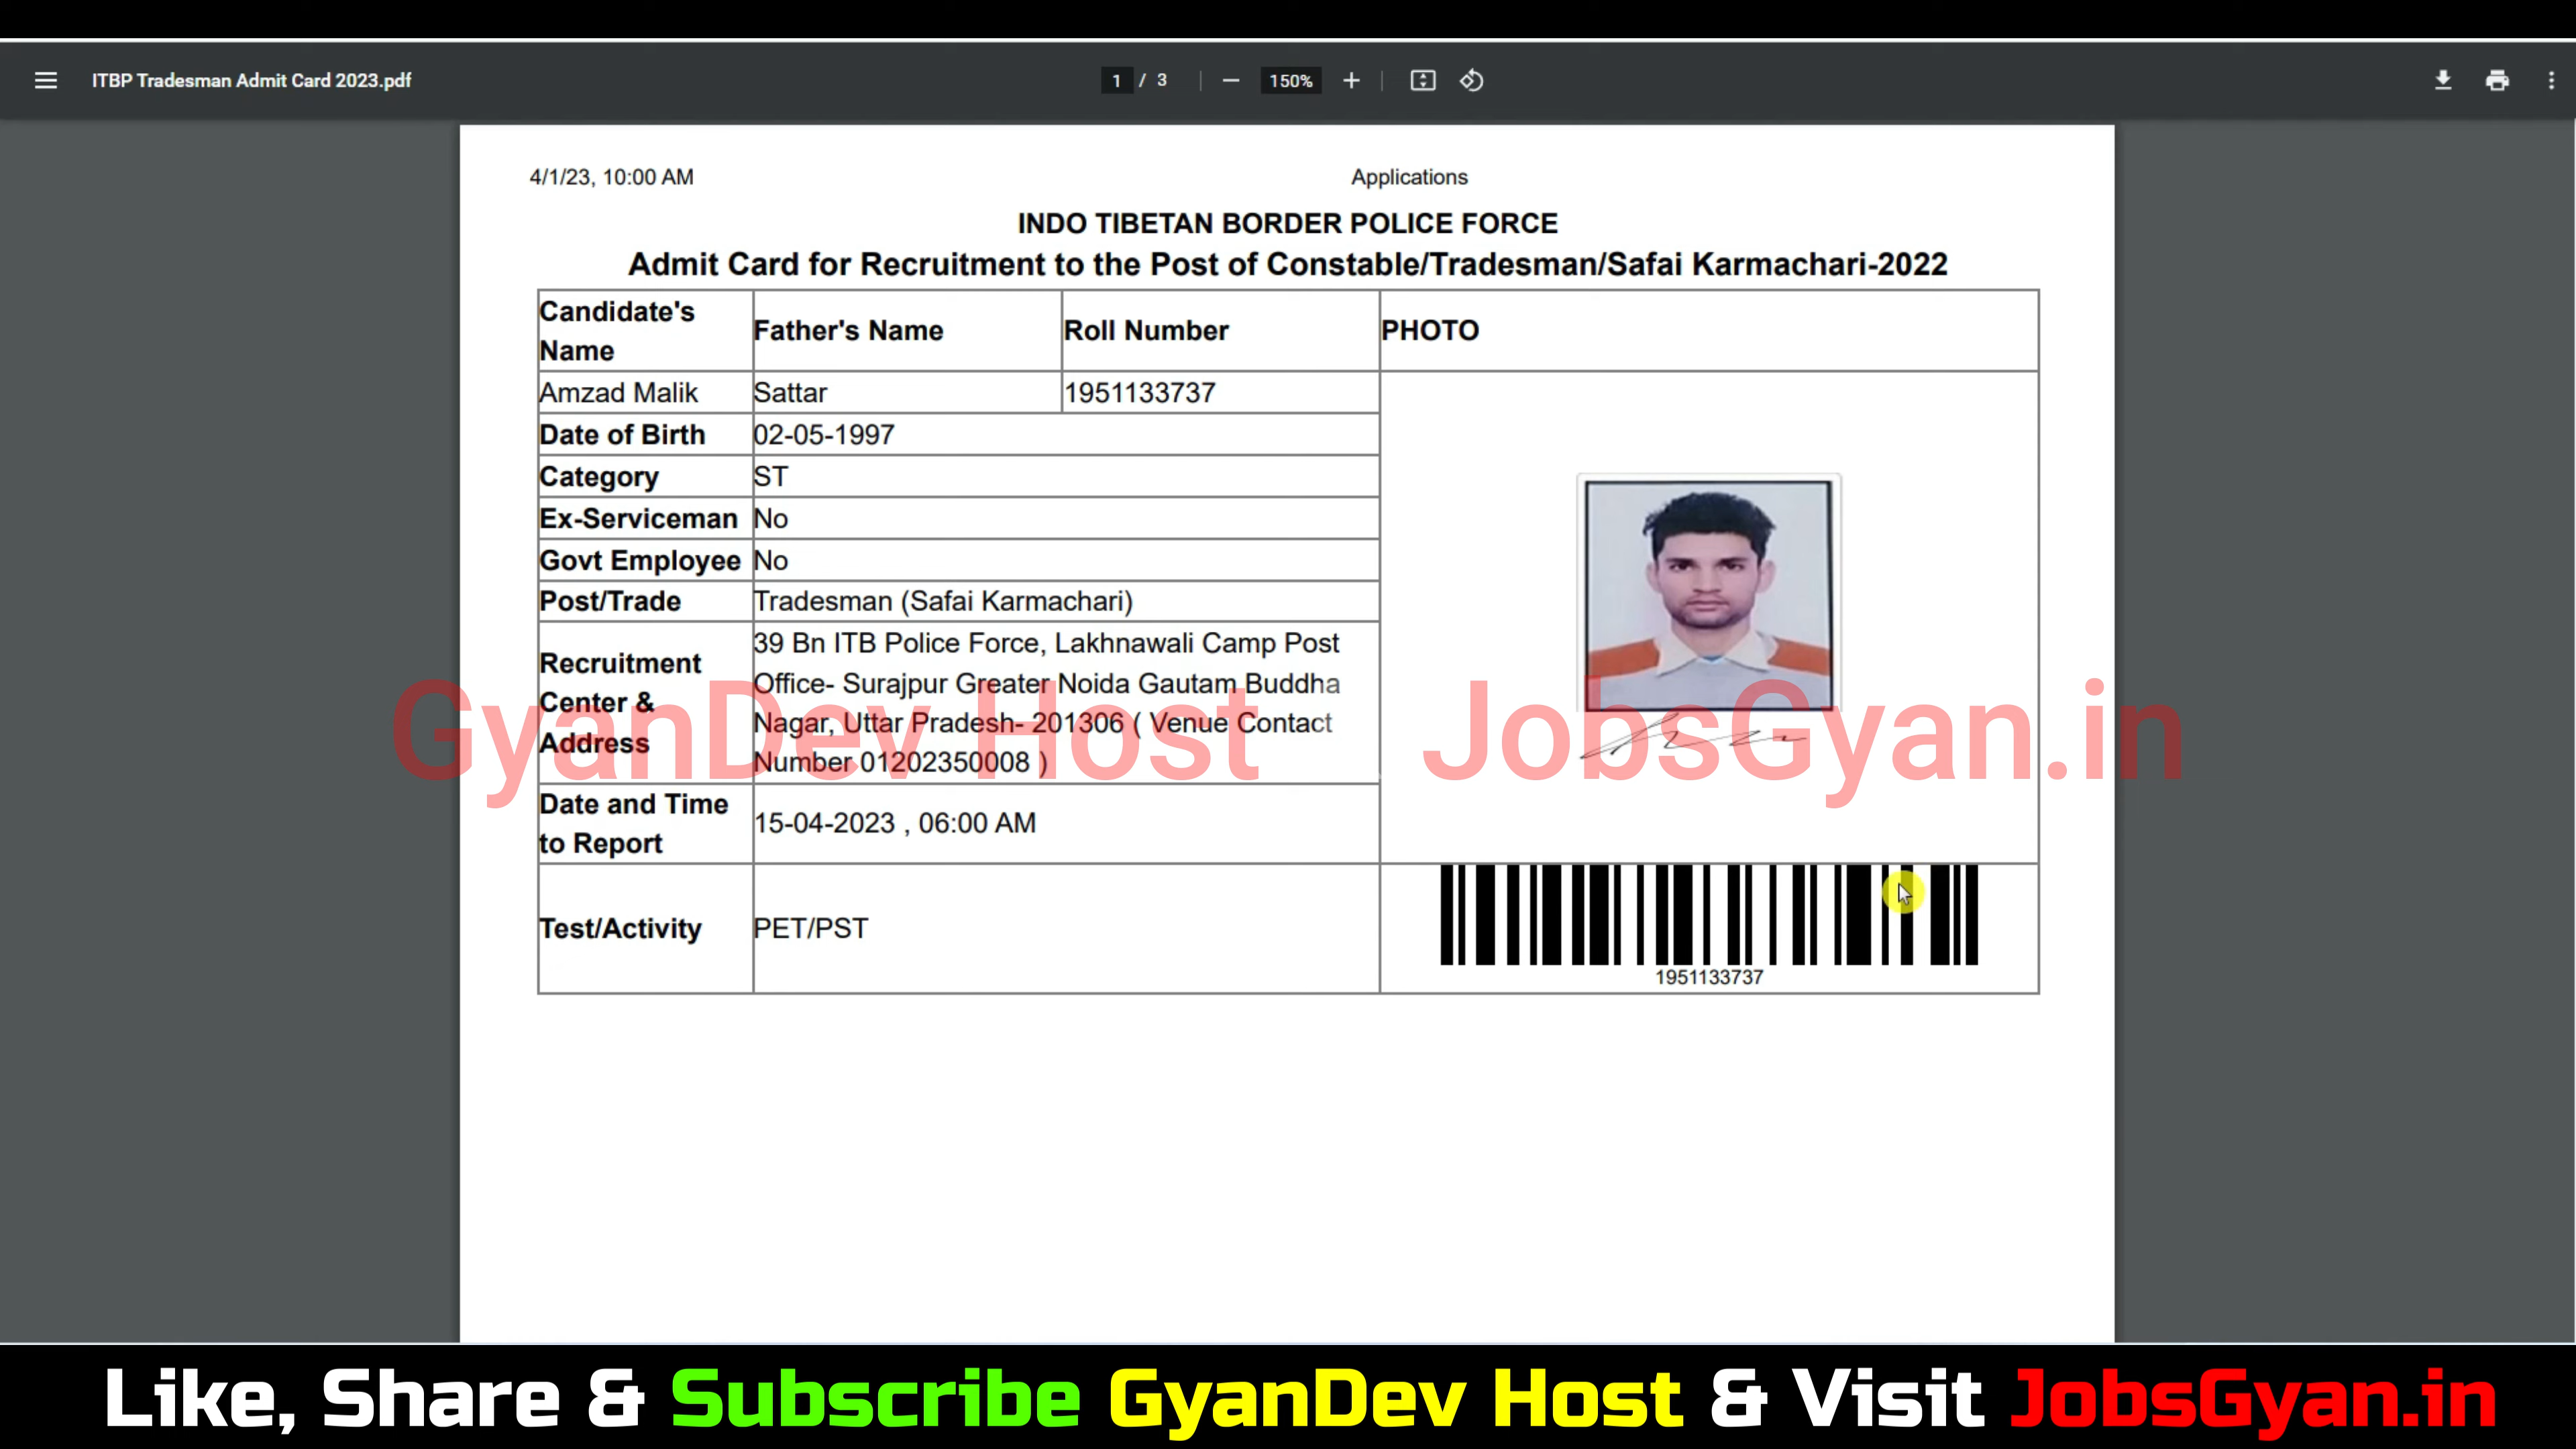 ITBP Tradesman Admit Card 2023.pdf
1 / 3
150%
4/1/23, 10:00 AM
Applications
INDO TIBETAN BORDER POLICE FORCE
Admit Card for Recruitment to the Post of Constable/Tradesman/Safai Karmachari-2022
Candidate's Name
Father's Name
Roll Number
PHOTO
Amzad Malik
Sattar
1951133737
Date of Birth
02-05-1997
Category
ST
Ex-Serviceman
No
Govt Employee
No
Post/Trade
Tradesman (Safai Karmachari)
Recruitment
Center &
Address
39 Bn ITB Police Force, Lakhnawali Camp Post
Office- Surajpur Greater Noida Gautam Buddha
Nagar, Uttar Pradesh- 201306 ( Venue Contact
Number 01202350008 )
GyanDev Host
JobsGyan.in
Date and Time
to Report
15-04-2023 , 06:00 AM
Test/Activity
PET/PST
1951133737
Like, Share & Subscribe GyanDev Host & Visit JobsGyan.in